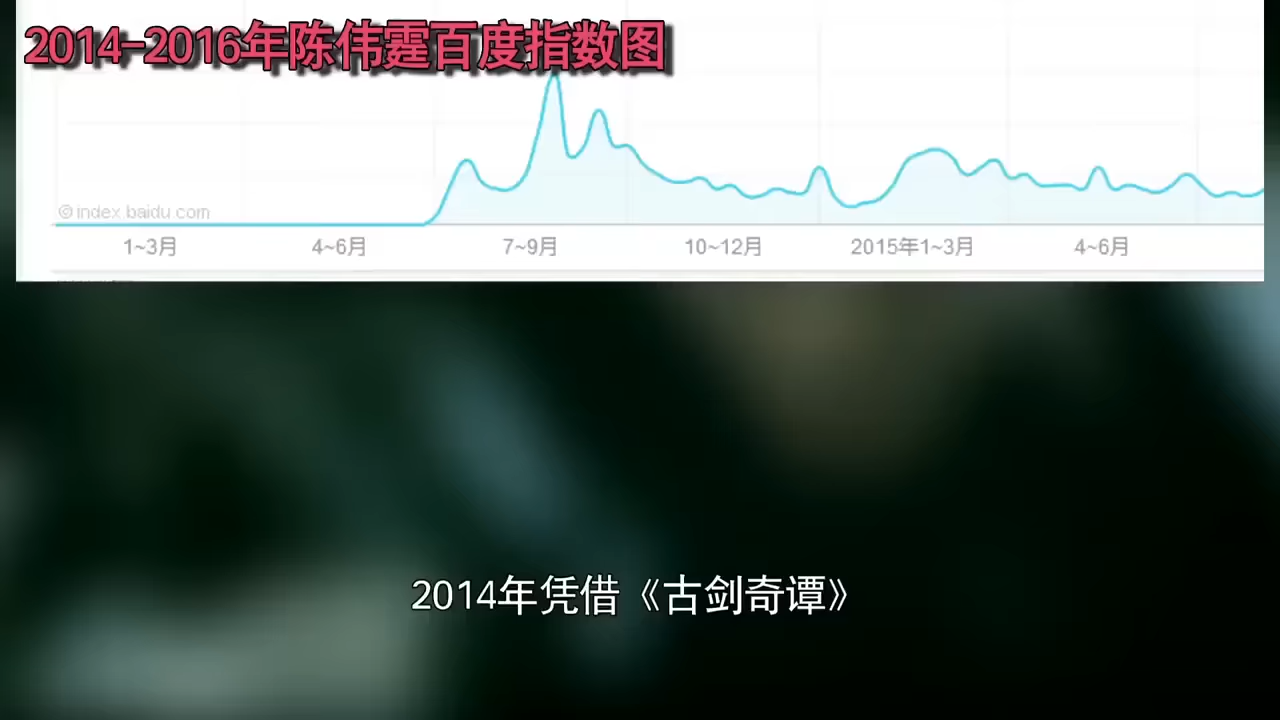 2014-2016年陈伟霆百度指数图
©index.baidu.com
1~3月 4~6月 7~9月 10~12月 2015年1~3月 4~6月
2014年凭借《古剑奇谭》